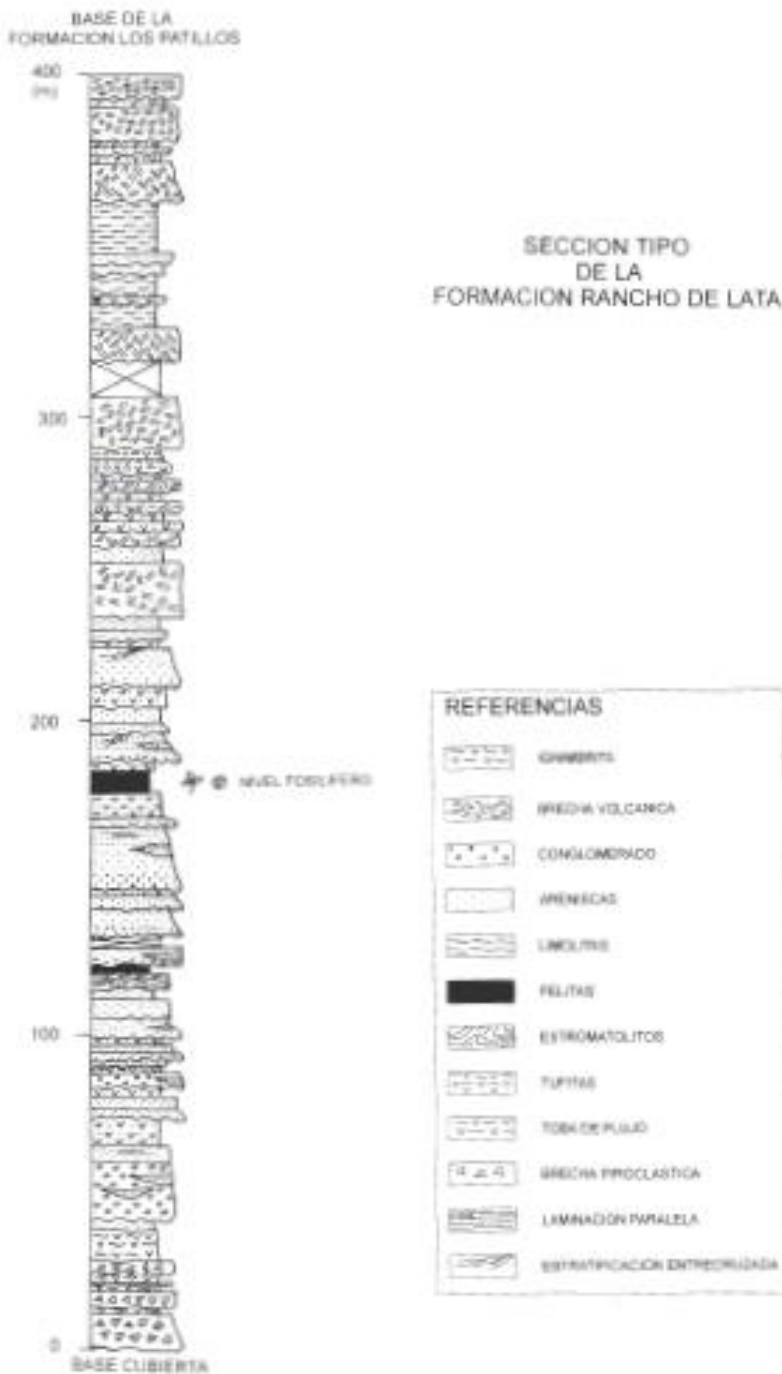 BASE DE LA
FORMACION LOS PATILLOS
400
(m)
SECCION TIPO
DE LA
FORMACION RANCHO DE LATA
300
200
NIVEL FOSILIFERO
100
0
BASE CUBIERTA
REFERENCIAS
IGNIMBRITA
BRECHA VOLCANICA
CONGLOMERADO
ARENISCAS
LIMOLITAS
PELITAS
ESTROMATOLITOS
TUFITAS
TOBA DE FLUJO
BRECHA PIROCLASTICA
LAMINACION PARALELA
ESTRATIFICACION ENTRECRUZADA